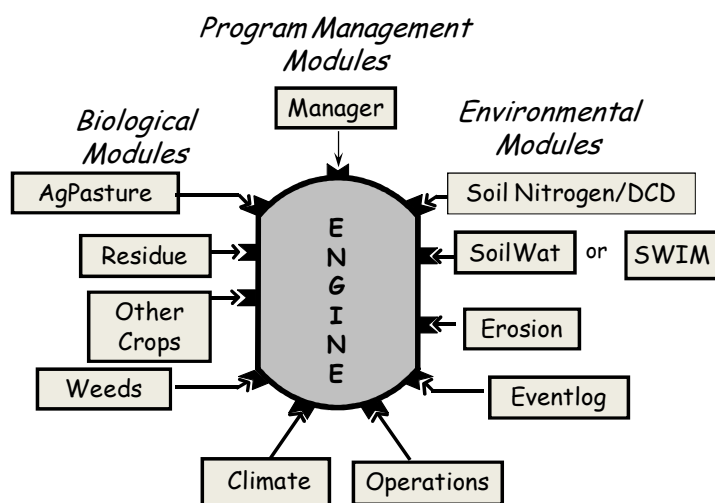 Program Management
Modules
Manager
Biological
Modules
Environmental
Modules
AgPasture
Soil Nitrogen/DCD
Residue
SoilWat or SWIM
Other
Crops
Erosion
Weeds
Eventlog
E
N
G
I
N
E
Climate
Operations